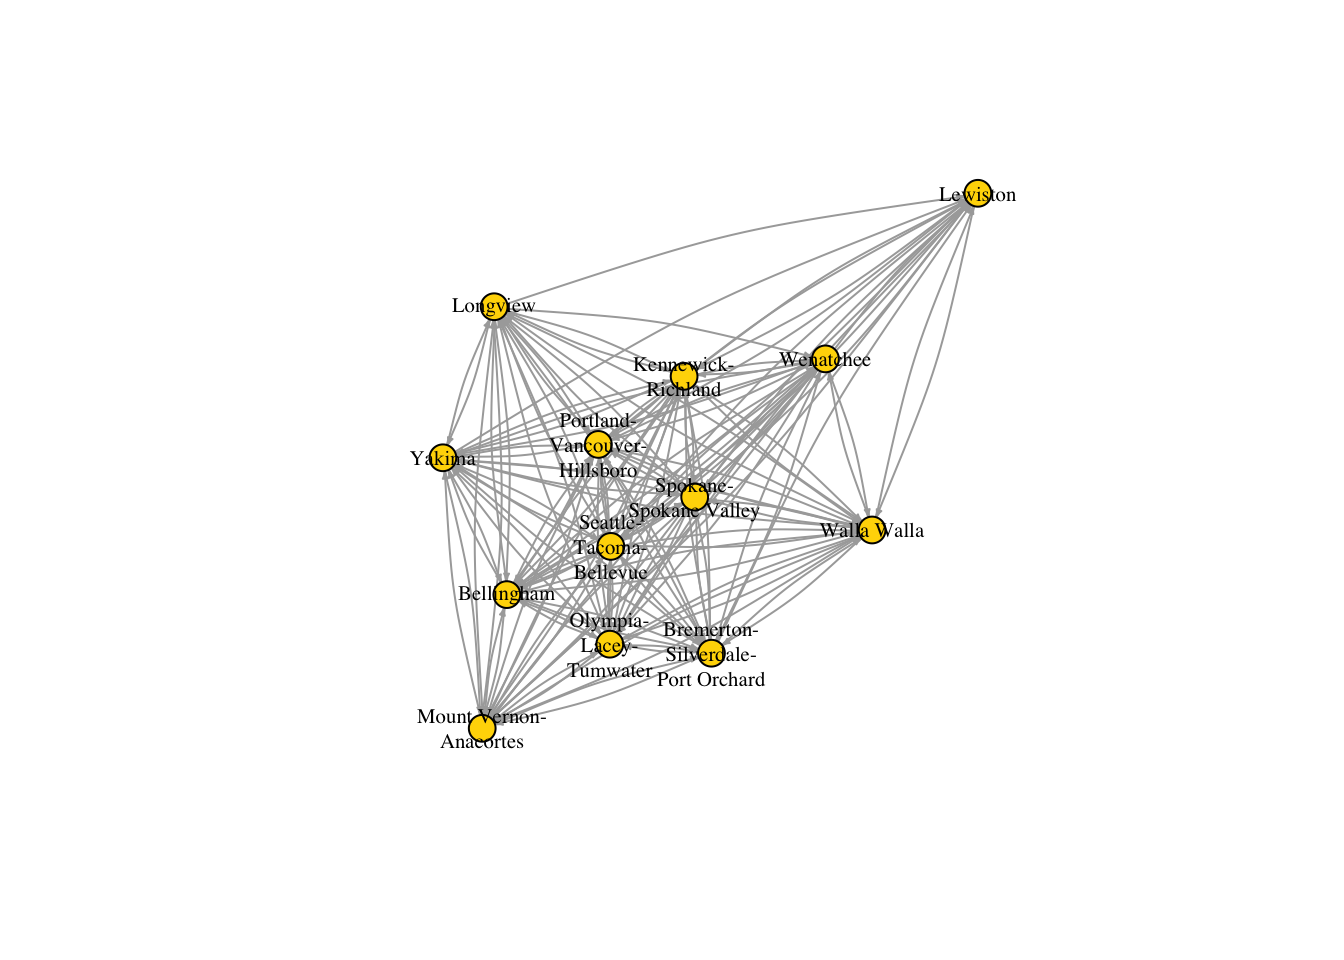 Lewiston
Longview
Kennewick-
Richland
Wenatchee
Portland-
Vancouver-
Hillsboro
Yakima
Spokane-
Spokane Valley
Seattle-
Tacoma-
Bellevue
Walla Walla
Bellingham
Olympia-
Lacey-
Tumwater
Bremerton-
Silverdale-
Port Orchard
Mount Vernon-
Anacortes